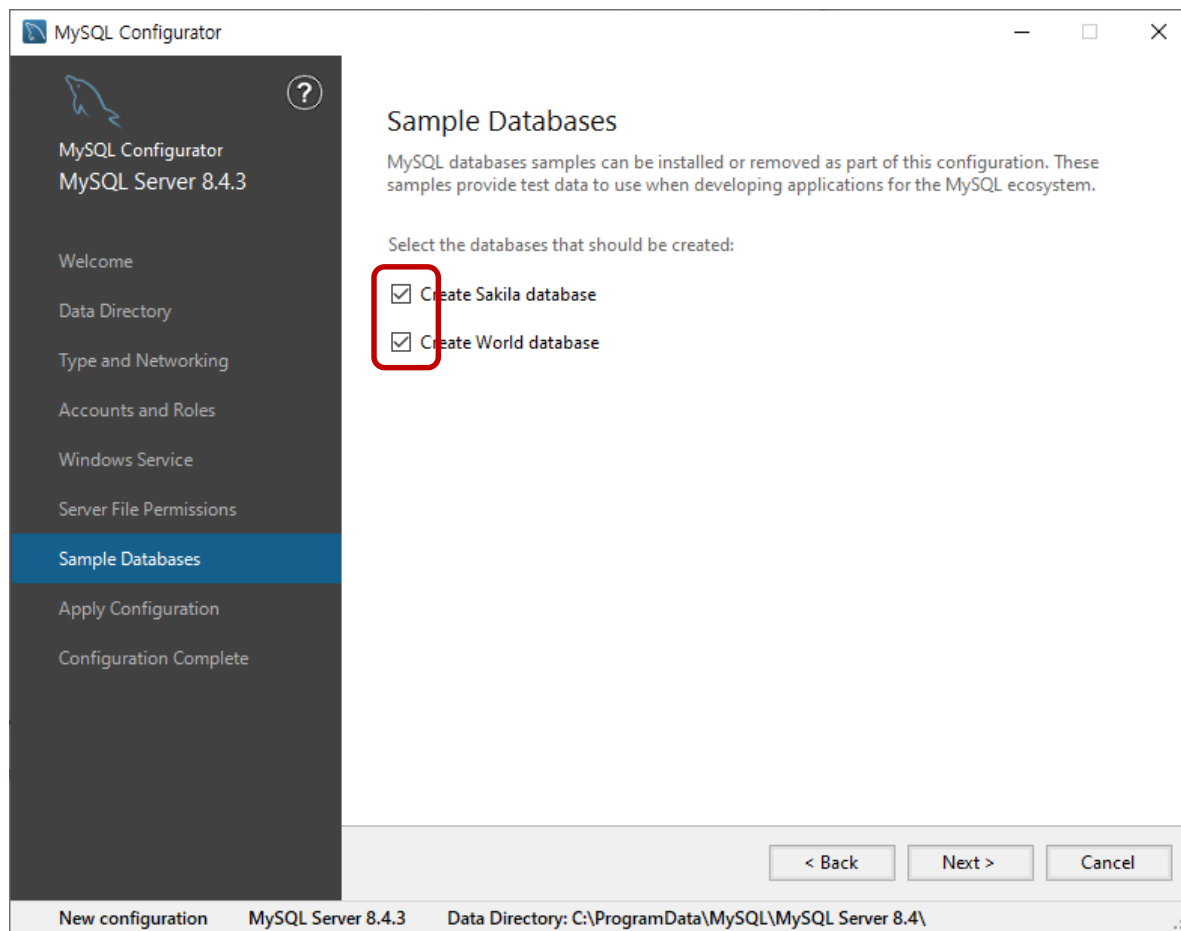 MySQL Configurator
?
MySQL Configurator
MySQL Server 8.4.3
Welcome
Data Directory
Type and Networking
Accounts and Roles
Windows Service
Server File Permissions
Sample Databases
Apply Configuration
Configuration Complete
Sample Databases
MySQL databases samples can be installed or removed as part of this configuration. These
samples provide test data to use when developing applications for the MySQL ecosystem.
Select the databases that should be created:
Create Sakila database
Create World database
< Back
Next >
Cancel
New configuration MySQL Server 8.4.3 Data Directory: C:\ProgramData\MySQL\MySQL Server 8.4\